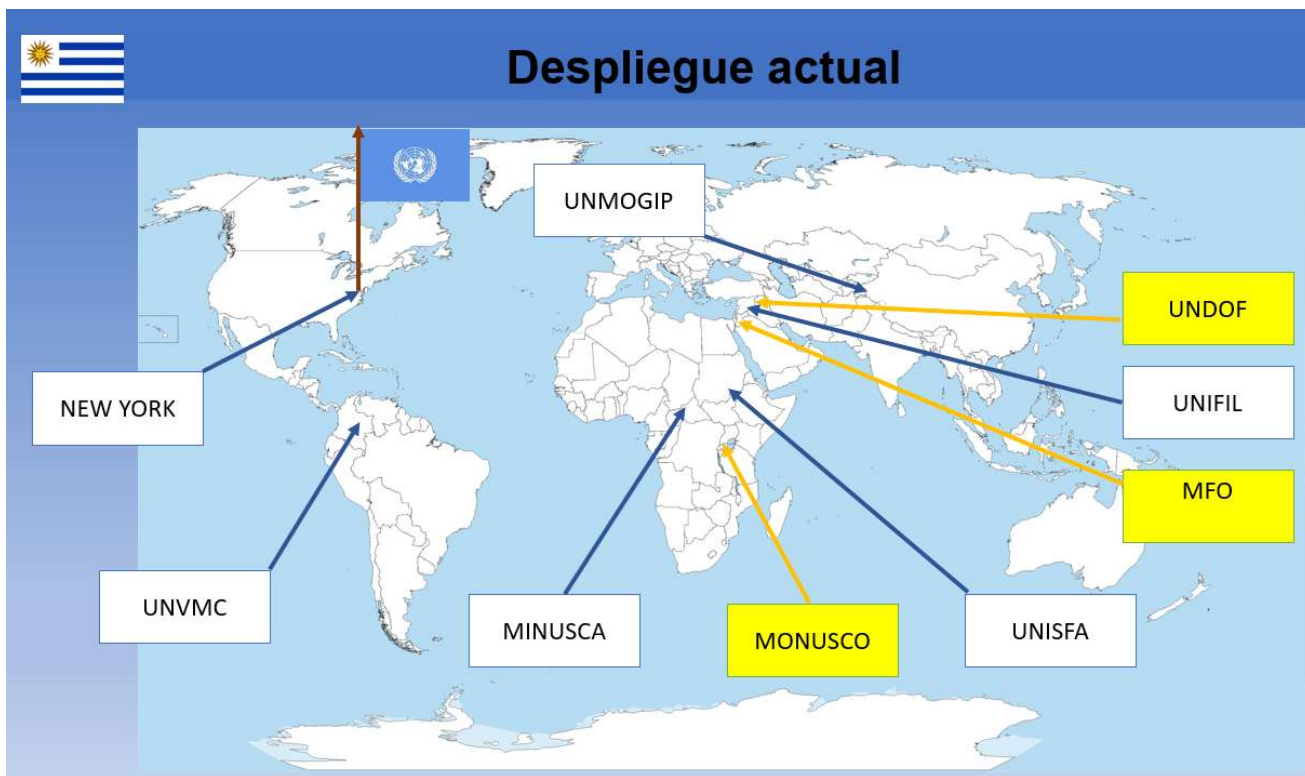 Despliegue actual
UNMOGIP
UNDOF
NEW YORK
UNIFIL
MFO
UNVMC
MINUSCA
MONUSCO
UNISFA